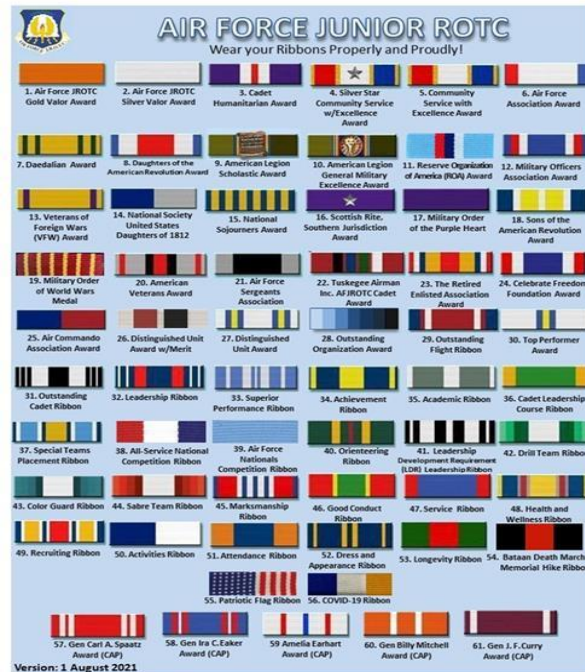 AIR FORCE JUNIOR ROTC
Wear your Ribbons Properly and Proudly!
1. Air Force JROTC
Gold Valor Award
2. Air Force JROTC
Silver Valor Award
3. Cadet
Humanitarian Award
4. Silver Star
Community Service
w/Excellence
Award
5. Community
Service with
Excellence Award
6. Air Force
Association Award
7. Daedalian Award
8. Daughters of the
American Revolution Award
9. American Legion
Scholastic Award
10. American Legion
General Military
Excellence Award
11. Reserve Organization
of America (ROA) Award
12. Military Officers
Association Award
13. Veterans of
Foreign Wars
(VFW) Award
14. National Society
United States
Daughters of 1812
15. National
Sojourners Award
16. Scottish Rite,
Southern Jurisdiction
Award
17. Military Order
of the Purple Heart
18. Sons of the
American Revolution
Award
19. Military Order
of World Wars
Medal
20. American
Veterans Award
21. Air Force
Sergeants
Association
22. Tuskegee Airman
Inc. AFJROTC Cadet
Award
23. The Retired
Enlisted Association
Award
24. Celebrate Freedom
Foundation Award
25. Air Commando
Association Award
26. Distinguished Unit
Award w/Merit
27. Distinguished
Unit Award
28. Outstanding
Organization Award
29. Outstanding
Flight Ribbon
30. Top Performer
Award
31. Outstanding
Cadet Ribbon
32. Leadership Ribbon
33. Superior
Performance Ribbon
34. Achievement
Ribbon
35. Academic Ribbon
36. Cadet Leadership
Course Ribbon
37. Special Teams
Placement Ribbon
38. All-Service National
Competition Ribbon
39. Air Force
Nationals
Competition Ribbon
40. Orienteering
Ribbon
41. Leadership
Development Requirement
(LDR) Leadership Ribbon
42. Drill Team Ribbon
43. Color Guard Ribbon
44. Sabre Team Ribbon
45. Marksmanship
Ribbon
46. Good Conduct
Ribbon
47. Service Ribbon
48. Health and
Wellness Ribbon
49. Recruiting Ribbon
50. Activities Ribbon
51. Attendance Ribbon
52. Dress and
Appearance Ribbon
53. Longevity Ribbon
54. Bataan Death March
Memorial Hike Ribbo
55. Patriotic Flag Ribbon
56. COVID-19 Ribbon
57. Gen Carl A. Spaatz
Award (CAP)
58. Gen Ira C. Eaker
Award (CAP)
59 Amelia Earhart
Award (CAP)
60. Gen Billy Mitchell
Award (CAP)
61. Gen J. F. Curry
Award (CAP)
Version: 1 August 2021